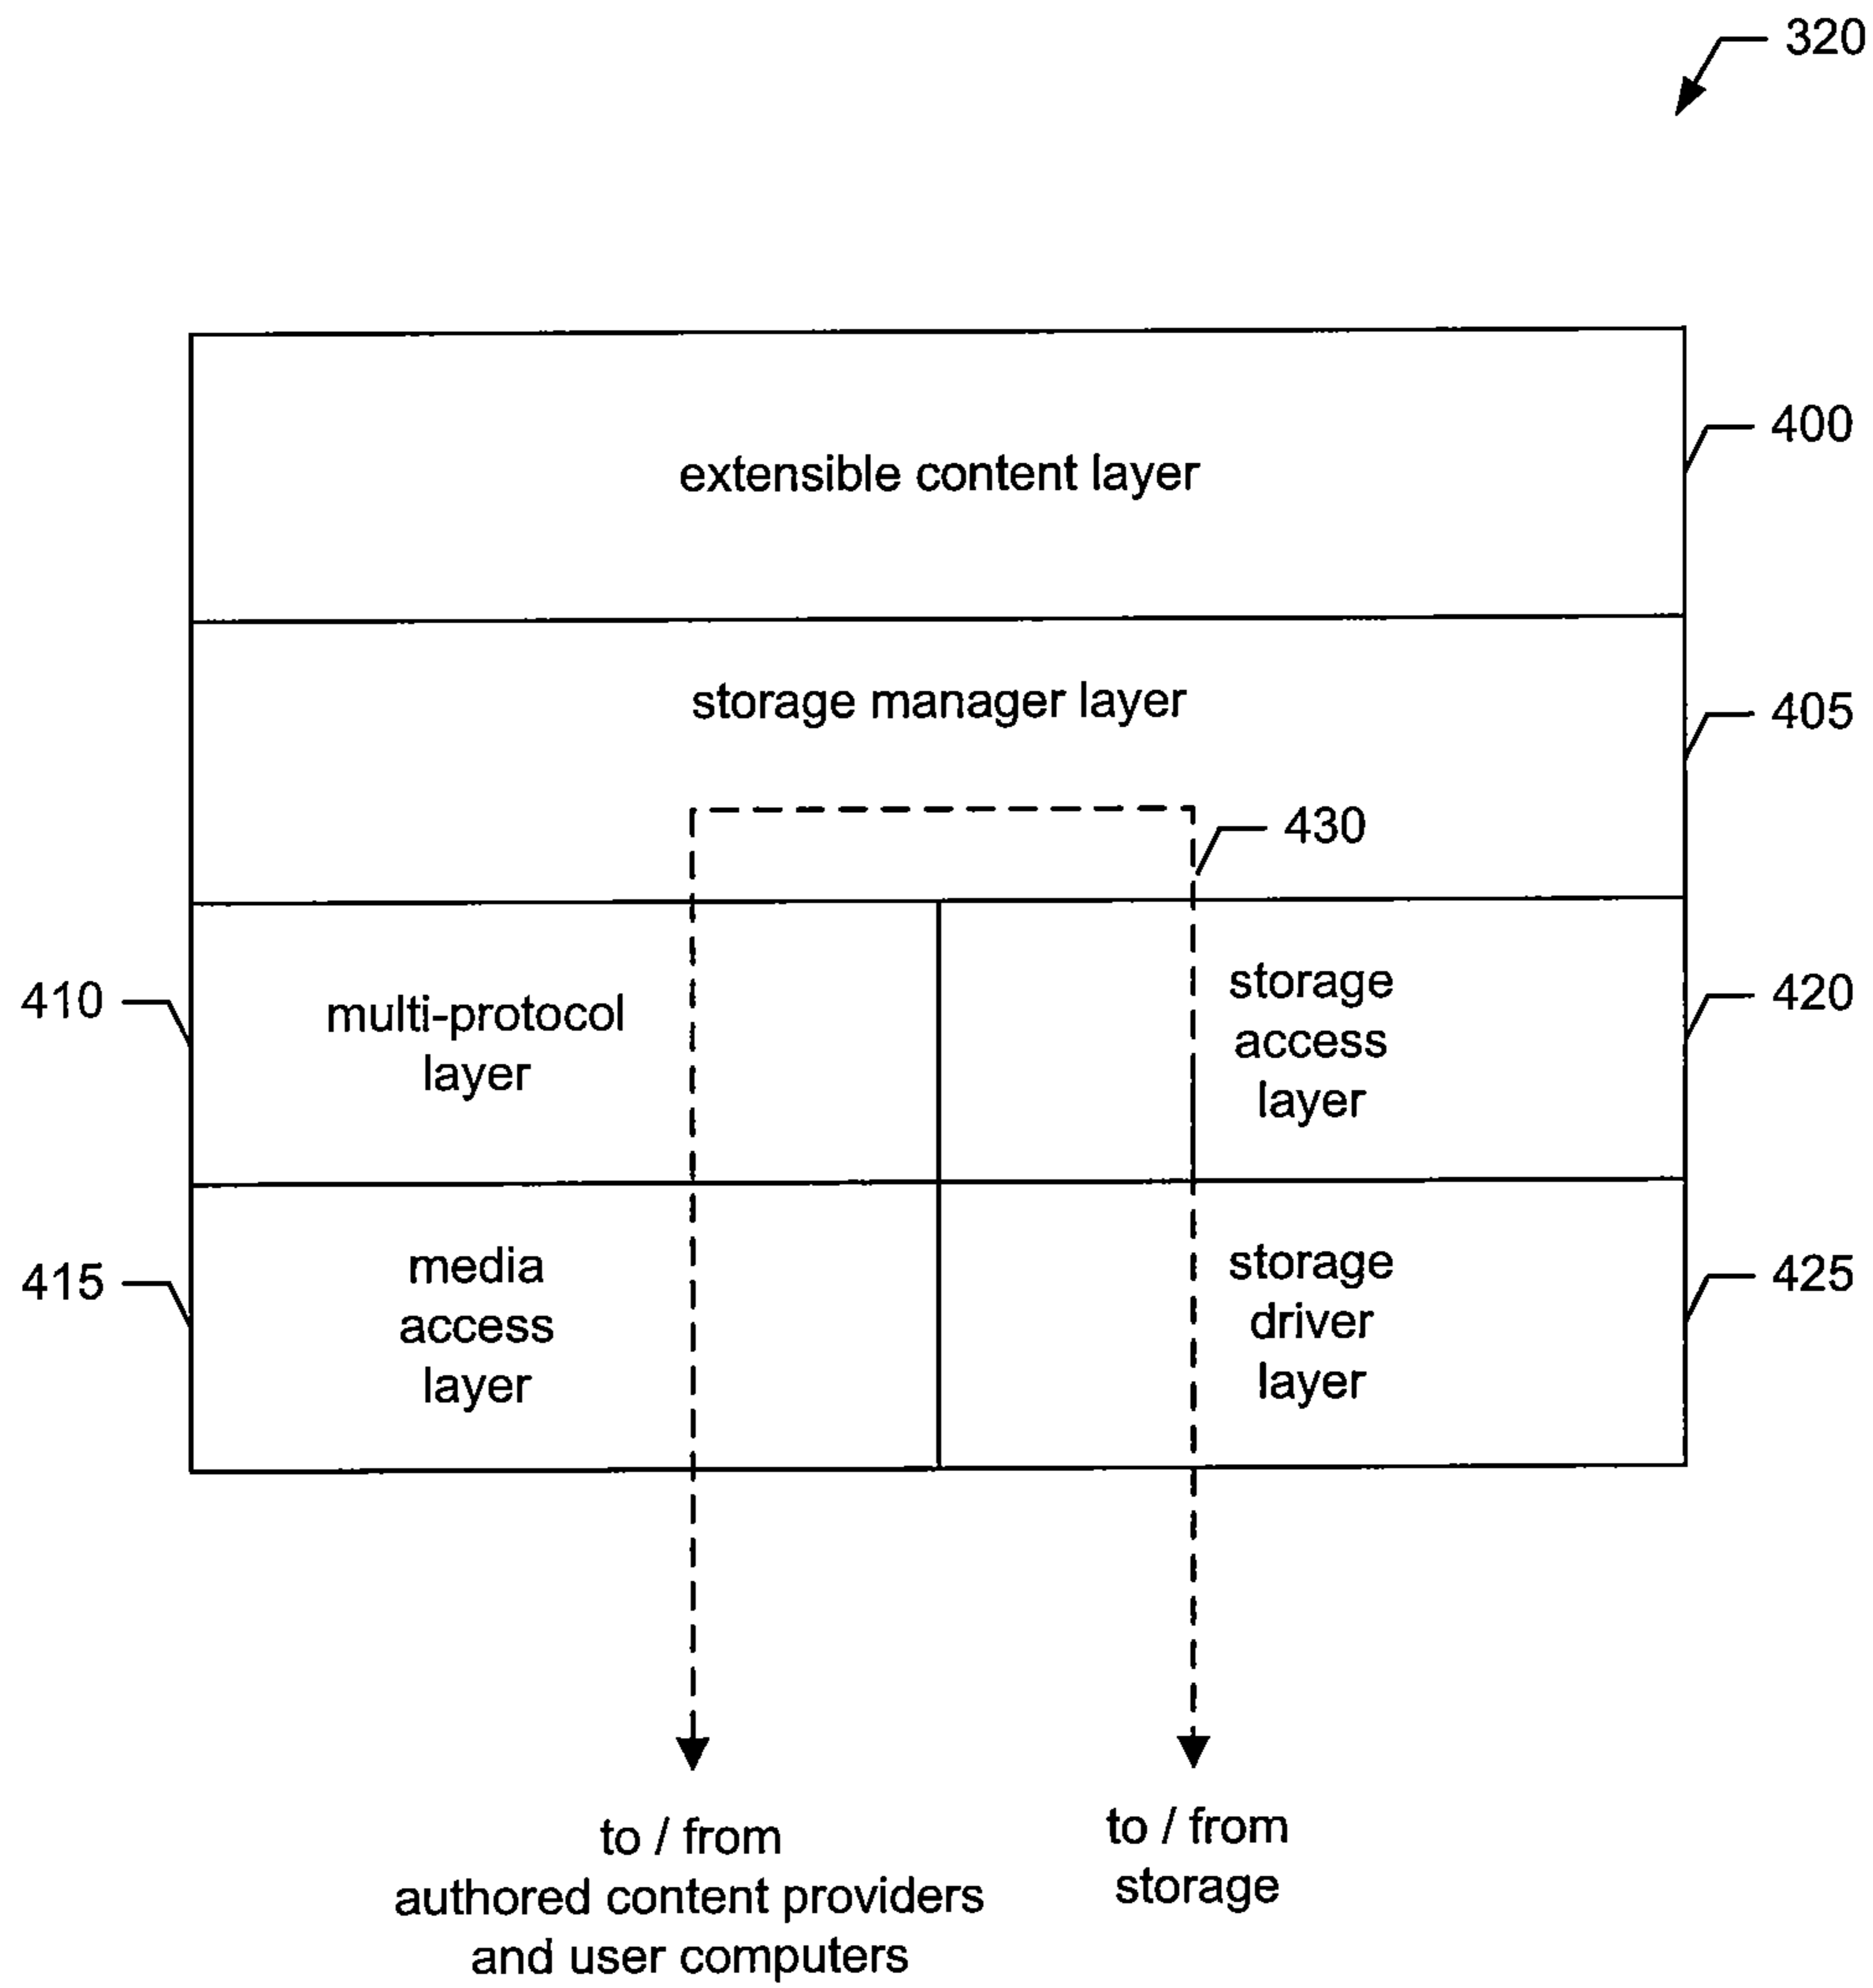 320
extensible content layer
400
storage manager layer
405
430
410
multi-protocol
layer
storage
access
layer
420
415
media
access
layer
storage
driver
layer
425
to / from
authored content providers
and user computers
to / from
storage